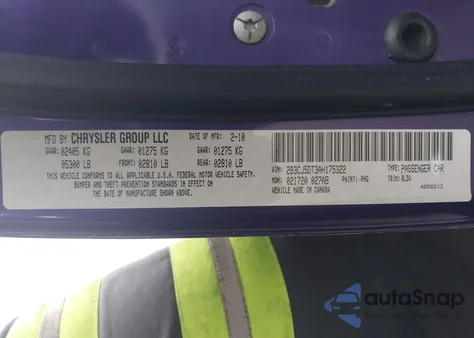 MFD BY CHRYSLER GROUP LLC DATE OF MFR: 2-10
GVWR: 02405 KG GAWR: 01275 KG GAWR: 01275 KG
05300 LB FRONT: 02810 LB REAR: 02810 LB
THIS VEHICLE CONFORMS TO ALL APPLICABLE U.S.A. FEDERAL MOTOR VEHICLE SAFETY,
BUMPER AND THEFT PREVENTION STANDARDS IN EFFECT ON
THE DATE OF MANUFACTURE SHOWN ABOVE.
VIN: 2B3CJ5DT3AH175322 TYPE: PASSENGER CAR
MDH: 021720 027AB PAINT: PHG TRIM: RLDV
VEHICLE MADE IN CANADA
autoSnap